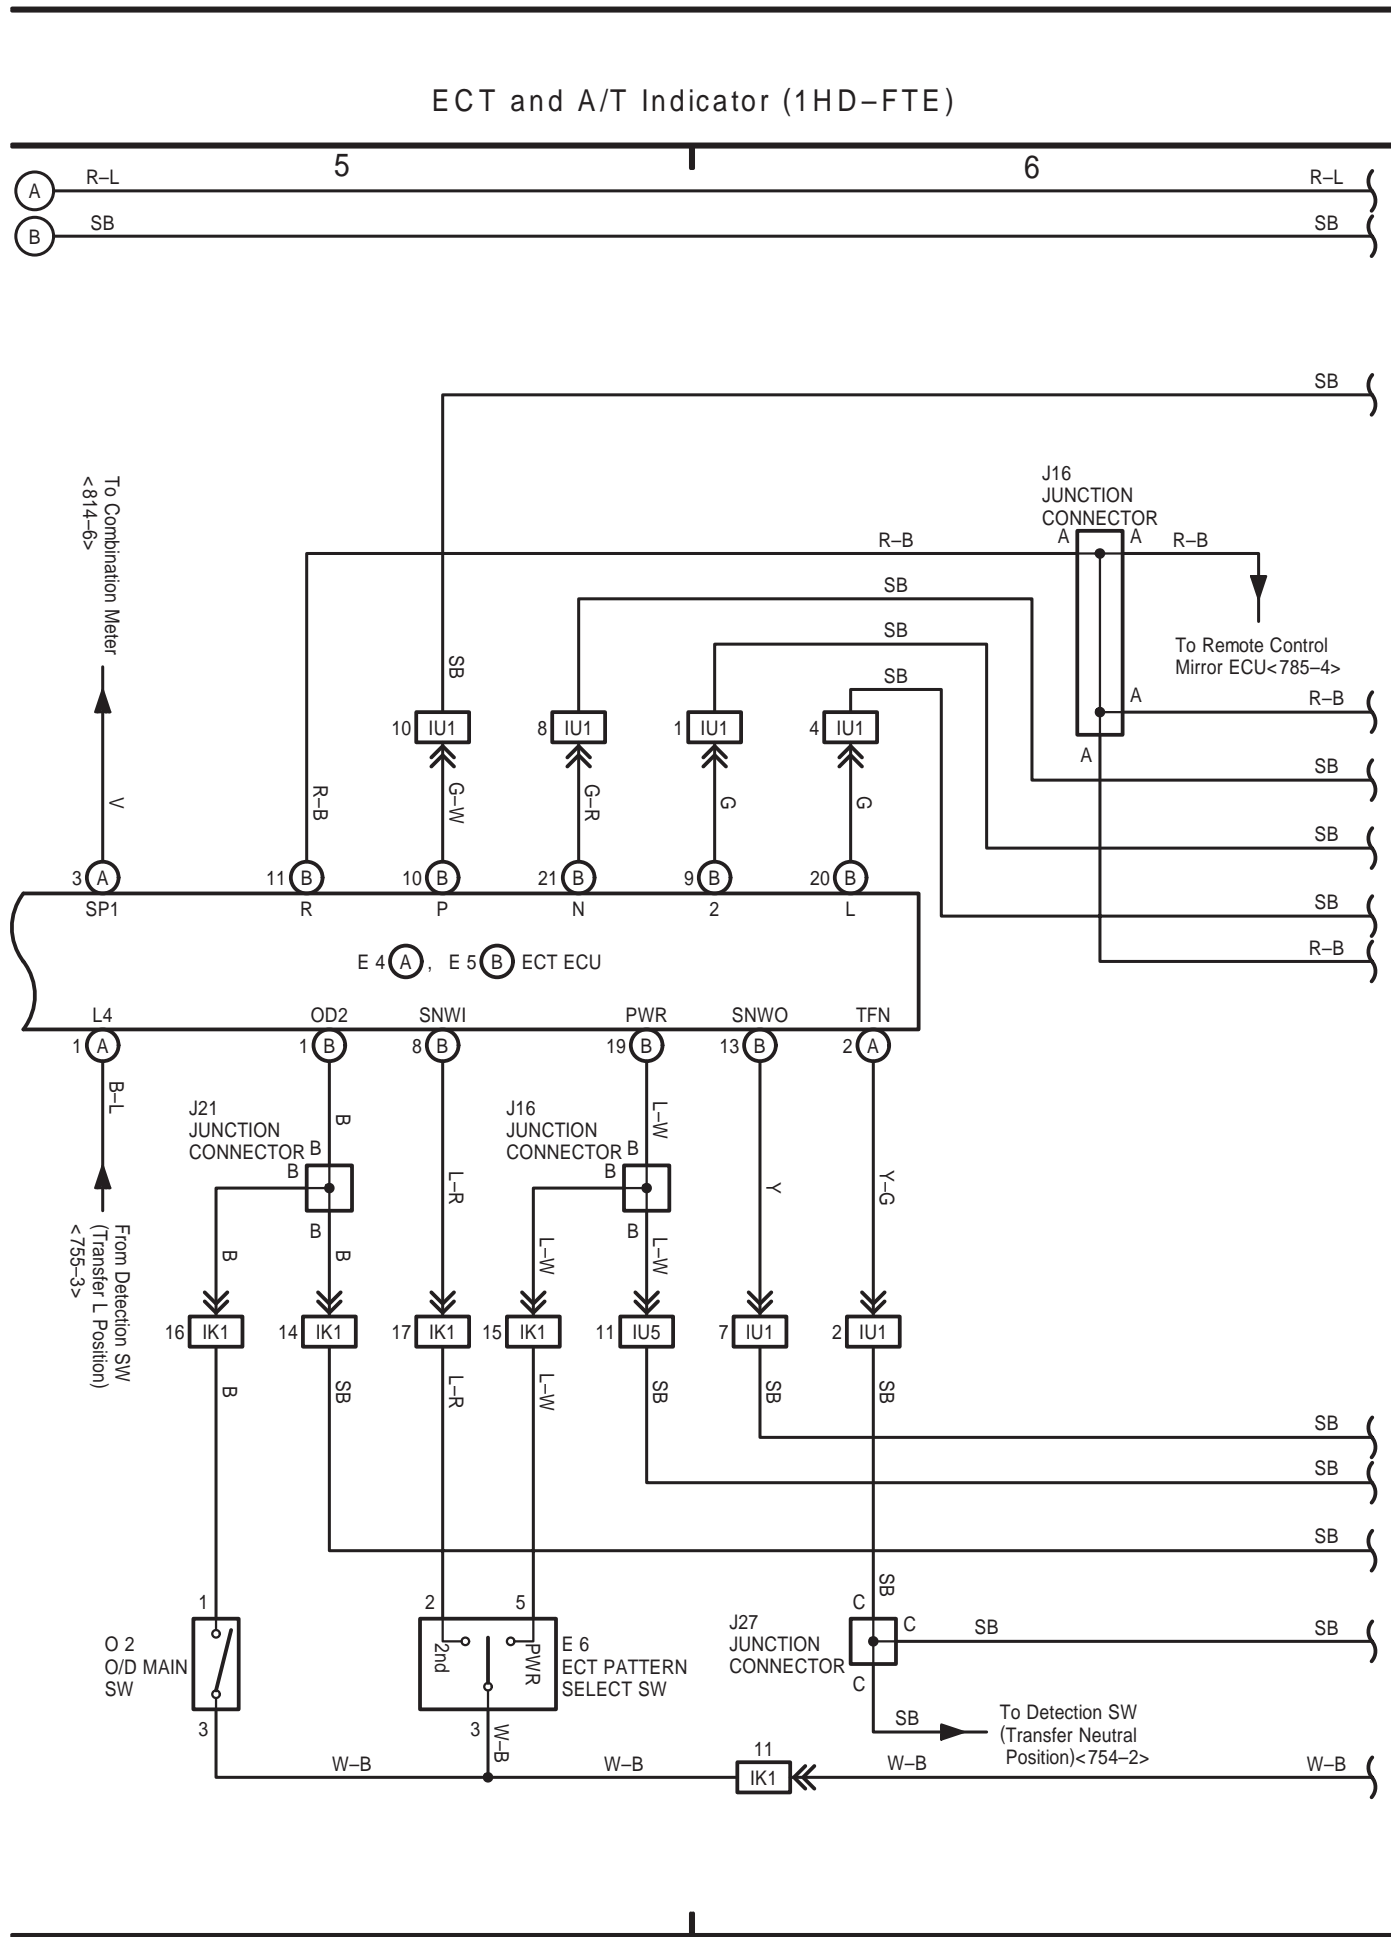 ECT and A/T Indicator (1HD–FTE)
5
6
A
R–L
R–L
B
SB
SB
SB
To Combination Meter
<814–6>
J16
JUNCTION
CONNECTOR
A
A
R–B
R–B
SB
To Remote Control
Mirror ECU<785–4>
SB
SB
SB
A
R–B
10
IU1
8
IU1
1
IU1
4
IU1
A
SB
V
R–B
G–W
G–R
G
G
SB
3
A
11
B
10
B
21
B
9
B
20
B
SP1
R
P
N
2
L
SB
R–B
E 4
A
,
E 5
B
ECT ECU
L4
OD2
SNWI
PWR
SNWO
TFN
1
A
1
B
8
B
19
B
13
B
2
A
B–L
J21
JUNCTION
CONNECTOR
B
B
B
B
J16
JUNCTION
CONNECTOR
B
B
B
L–W
L–R
Y
Y–G
From Detection SW
(Transfer L Position)
<755–3>
B
B
L–W
L–W
16
IK1
14
IK1
17
IK1
15
IK1
11
IU5
7
IU1
2
IU1
B
SB
L–R
L–W
SB
SB
SB
SB
SB
SB
SB
1
2
5
C
C
O 2
O/D MAIN
SW
2nd
PWR
E 6
ECT PATTERN
SELECT SW
J27
JUNCTION
CONNECTOR
SB
SB
C
3
3
W–B
SB
To Detection SW
(Transfer Neutral
Position)<754–2>
W–B
W–B
11
IK1
W–B
W–B